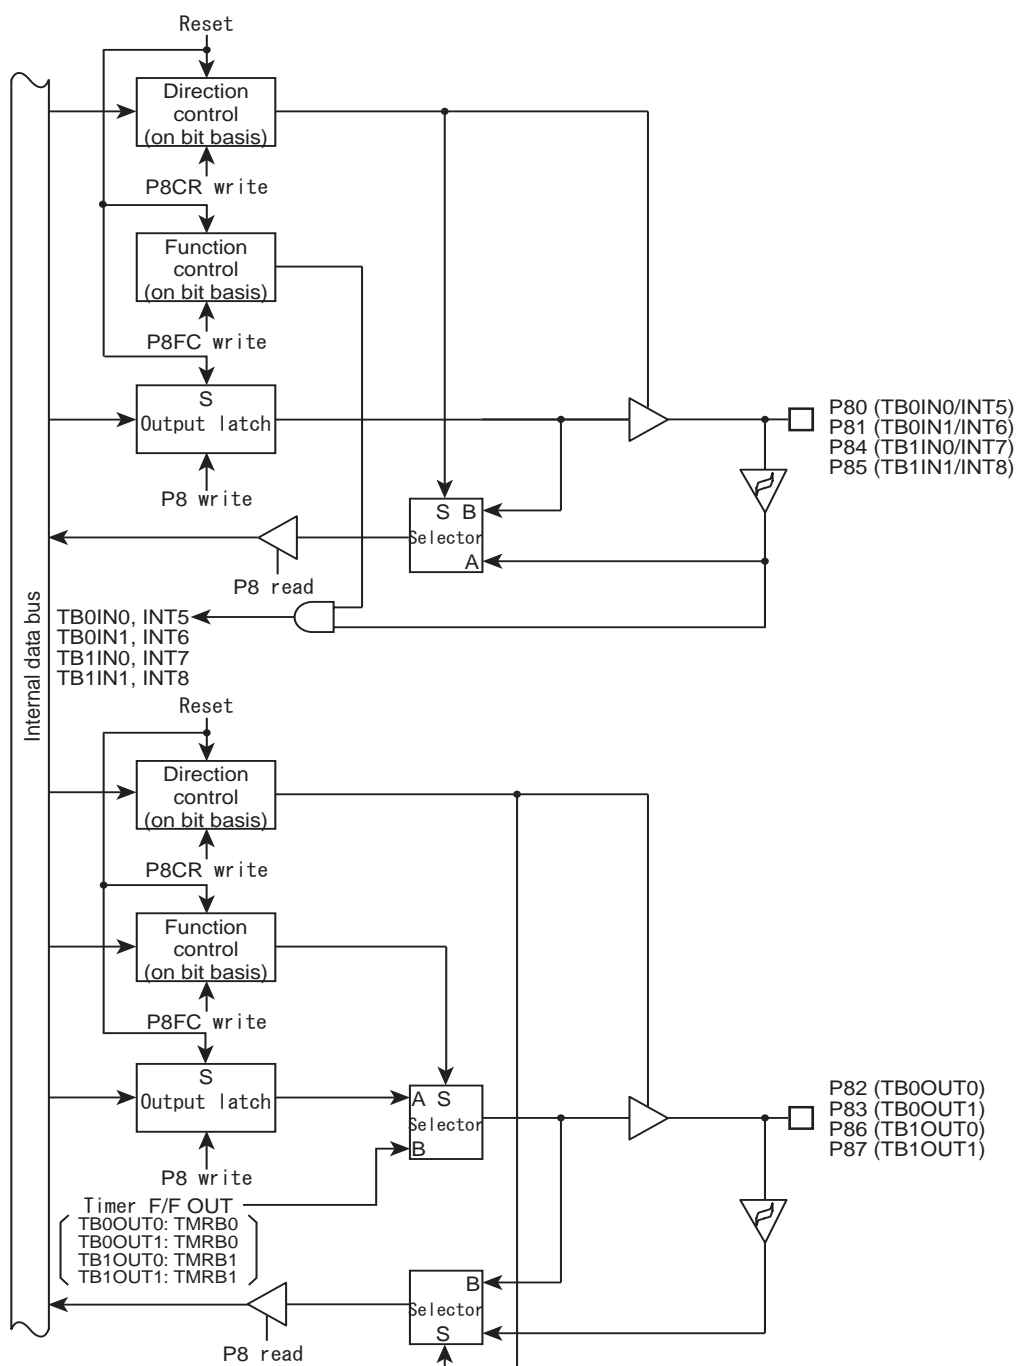 Reset
Direction
control
(on bit basis)
P8CR write
Function
control
(on bit basis)
P8FC write
S
Output latch
P8 write
P80 (TB0IN0/INT5)
P81 (TB0IN1/INT6)
P84 (TB1IN0/INT7)
P85 (TB1IN1/INT8)
S B
Selector
A
P8 read
TB0IN0, INT5
TB0IN1, INT6
TB1IN0, INT7
TB1IN1, INT8
Internal data bus
Reset
Direction
control
(on bit basis)
P8CR write
Function
control
(on bit basis)
P8FC write
S
Output latch
P8 write
A S
Selector
B
P82 (TB0OUT0)
P83 (TB0OUT1)
P86 (TB1OUT0)
P87 (TB1OUT1)
Timer F/F OUT
TB0OUT0: TMRB0
TB0OUT1: TMRB0
TB1OUT0: TMRB1
TB1OUT1: TMRB1
B
Selector
S
P8 read